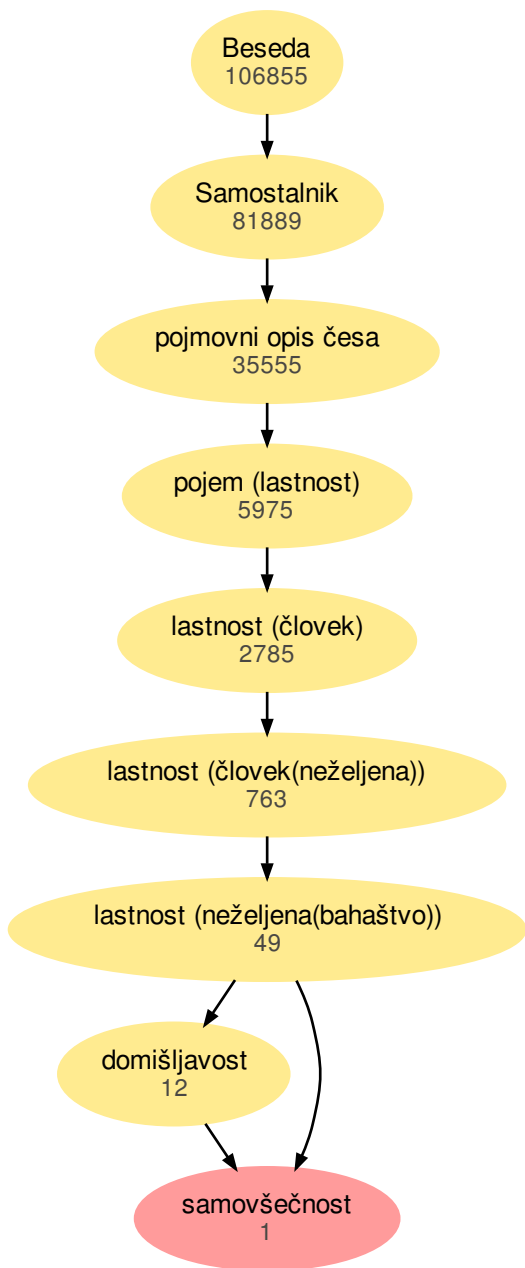 Beseda
106855
Samostalnik
81889
pojmovni opis česa
35555
pojem (lastnost)
5975
lastnost (človek)
2785
lastnost (človek(neželjena))
763
lastnost (neželjena(bahaštvo))
49
domišljavost
12
samovšečnost
1